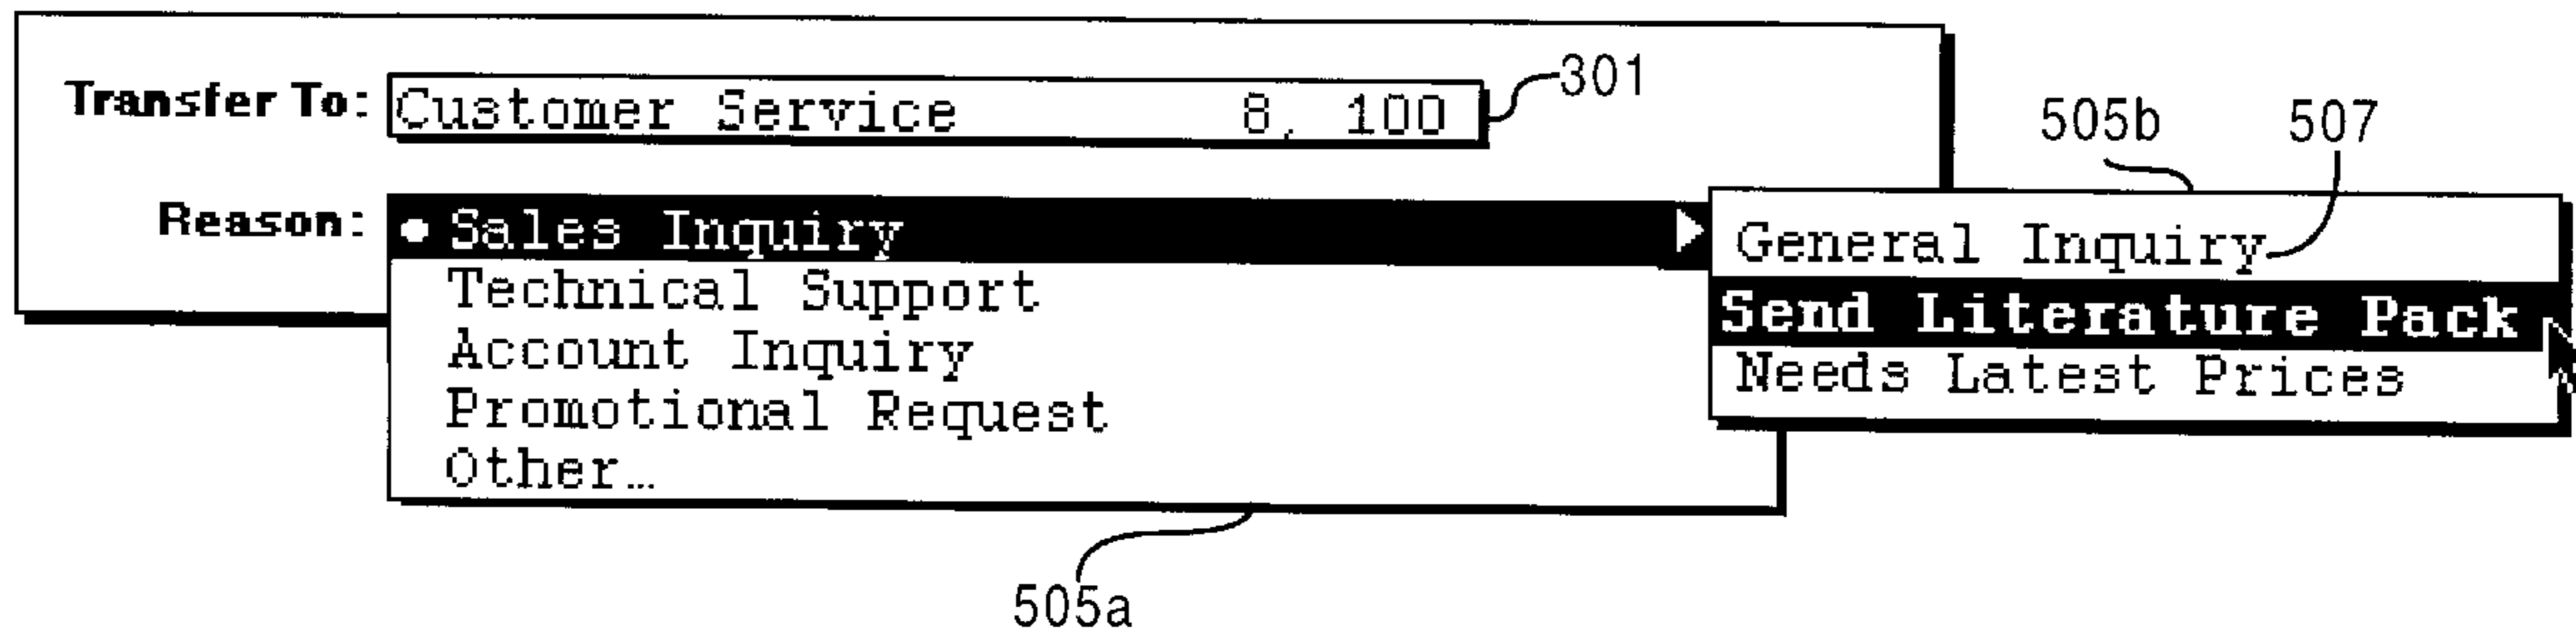 Transfer To: Customer Service 8, 100 301
505b 507
Reason: Sales Inquiry
General Inquiry
Technical Support
Send Literature Pack
Account Inquiry
Needs Latest Prices
Promotional Request
Other…
505a